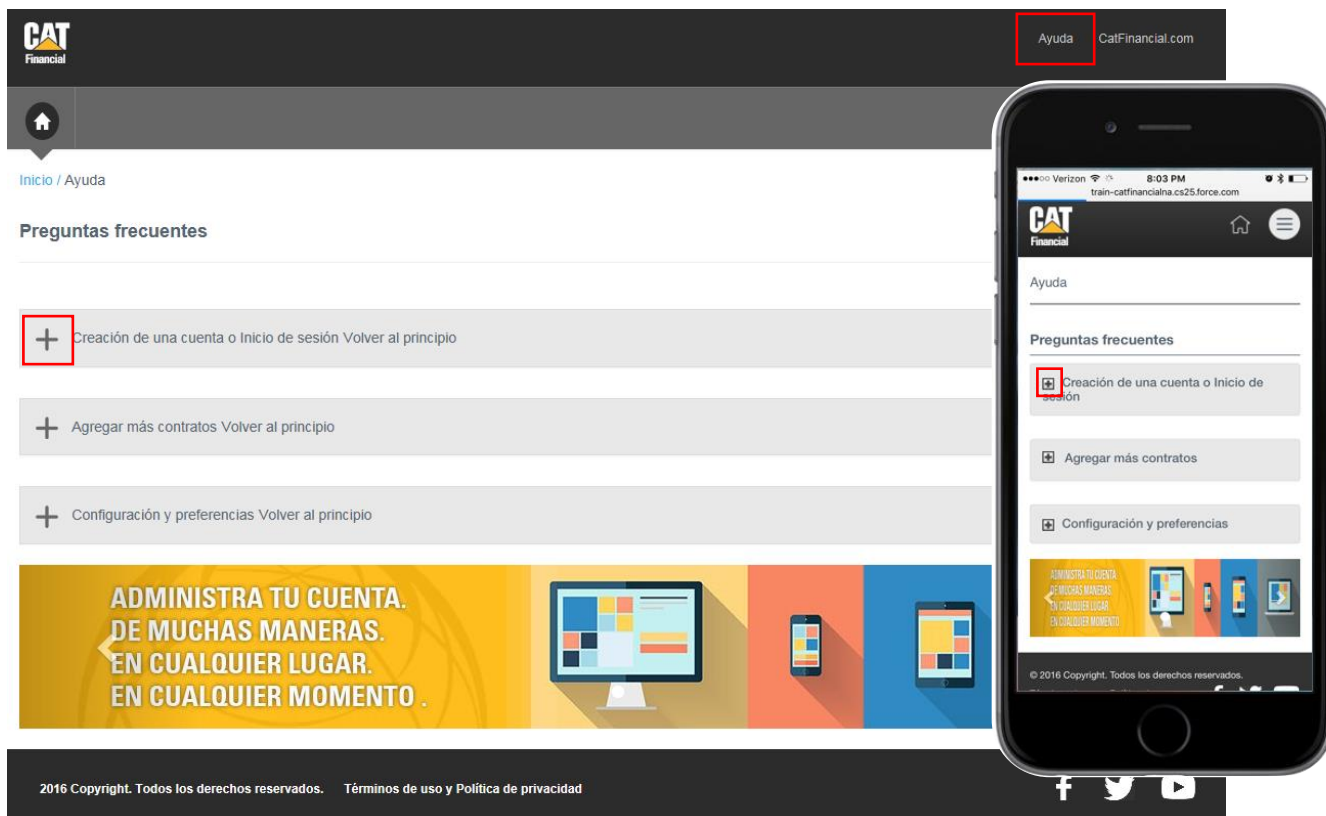 CAT
Financial
Ayuda CatFinancial.com
Inicio / Ayuda
Preguntas frecuentes
Creación de una cuenta o Inicio de sesión Volver al principio
Agregar más contratos Volver al principio
Configuración y preferencias Volver al principio
ADMINISTRA TU CUENTA.
DE MUCHAS MANERAS.
EN CUALQUIER LUGAR.
EN CUALQUIER MOMENTO .
2016 Copyright. Todos los derechos reservados. Términos de uso y Política de privacidad
Verizon 8:03 PM
train-catfinancialna.cs25.force.com
CAT
Financial
Ayuda
Preguntas frecuentes
Creación de una cuenta o Inicio de
sesión
Agregar más contratos
Configuración y preferencias
ADMINISTRA TU CUENTA
DE MUCHAS MANERAS
EN CUALQUIER LUGAR
EN CUALQUIER MOMENTO
© 2016 Copyright. Todos los derechos reservados.